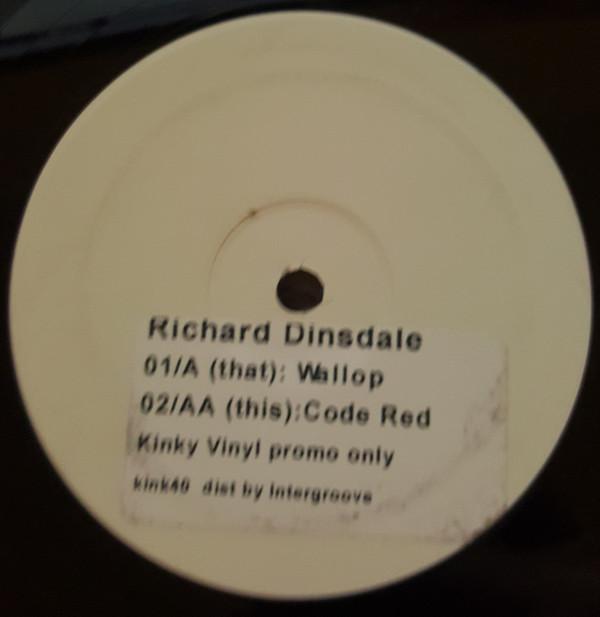 Richard Dinsdale
01/A (that): Wallop
02/AA (this):Code Red
Kinky Vinyl promo only
kink40 dist by Intergroove